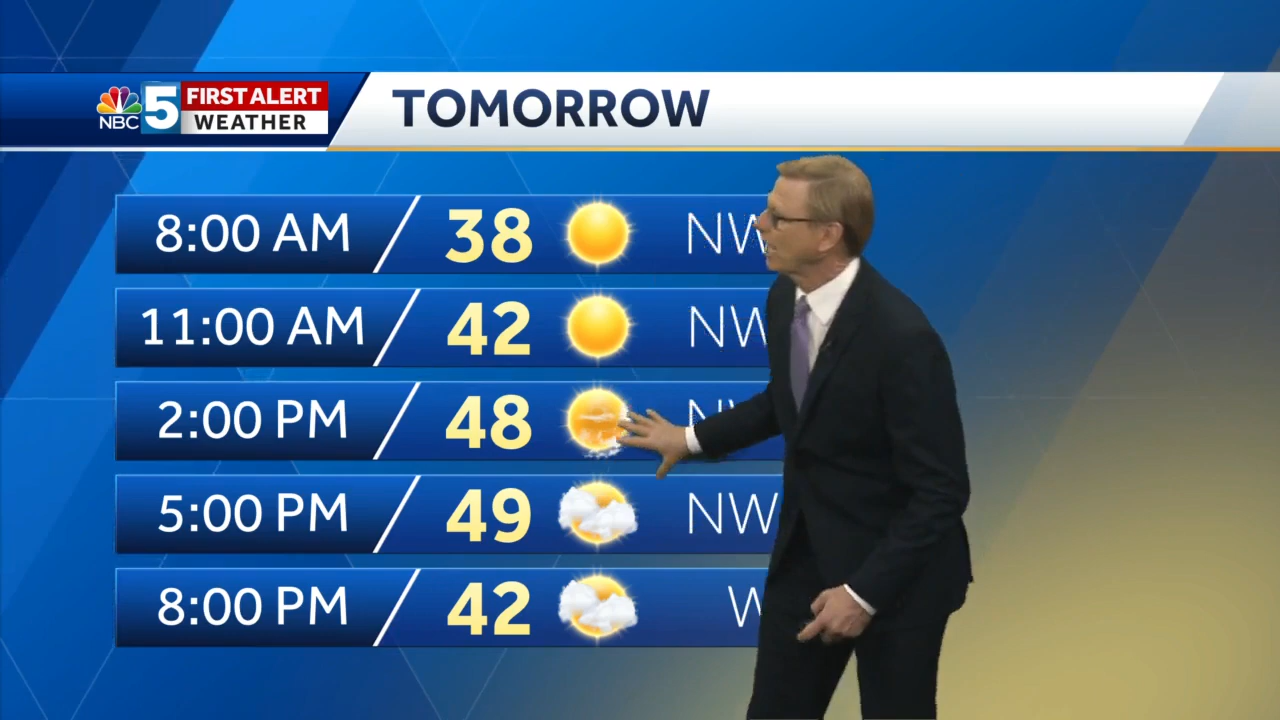 NBC 5 FIRST ALERT WEATHER
TOMORROW
8:00 AM 38 NW
11:00 AM 42 NW
2:00 PM 48
5:00 PM 49 NW
8:00 PM 42 W